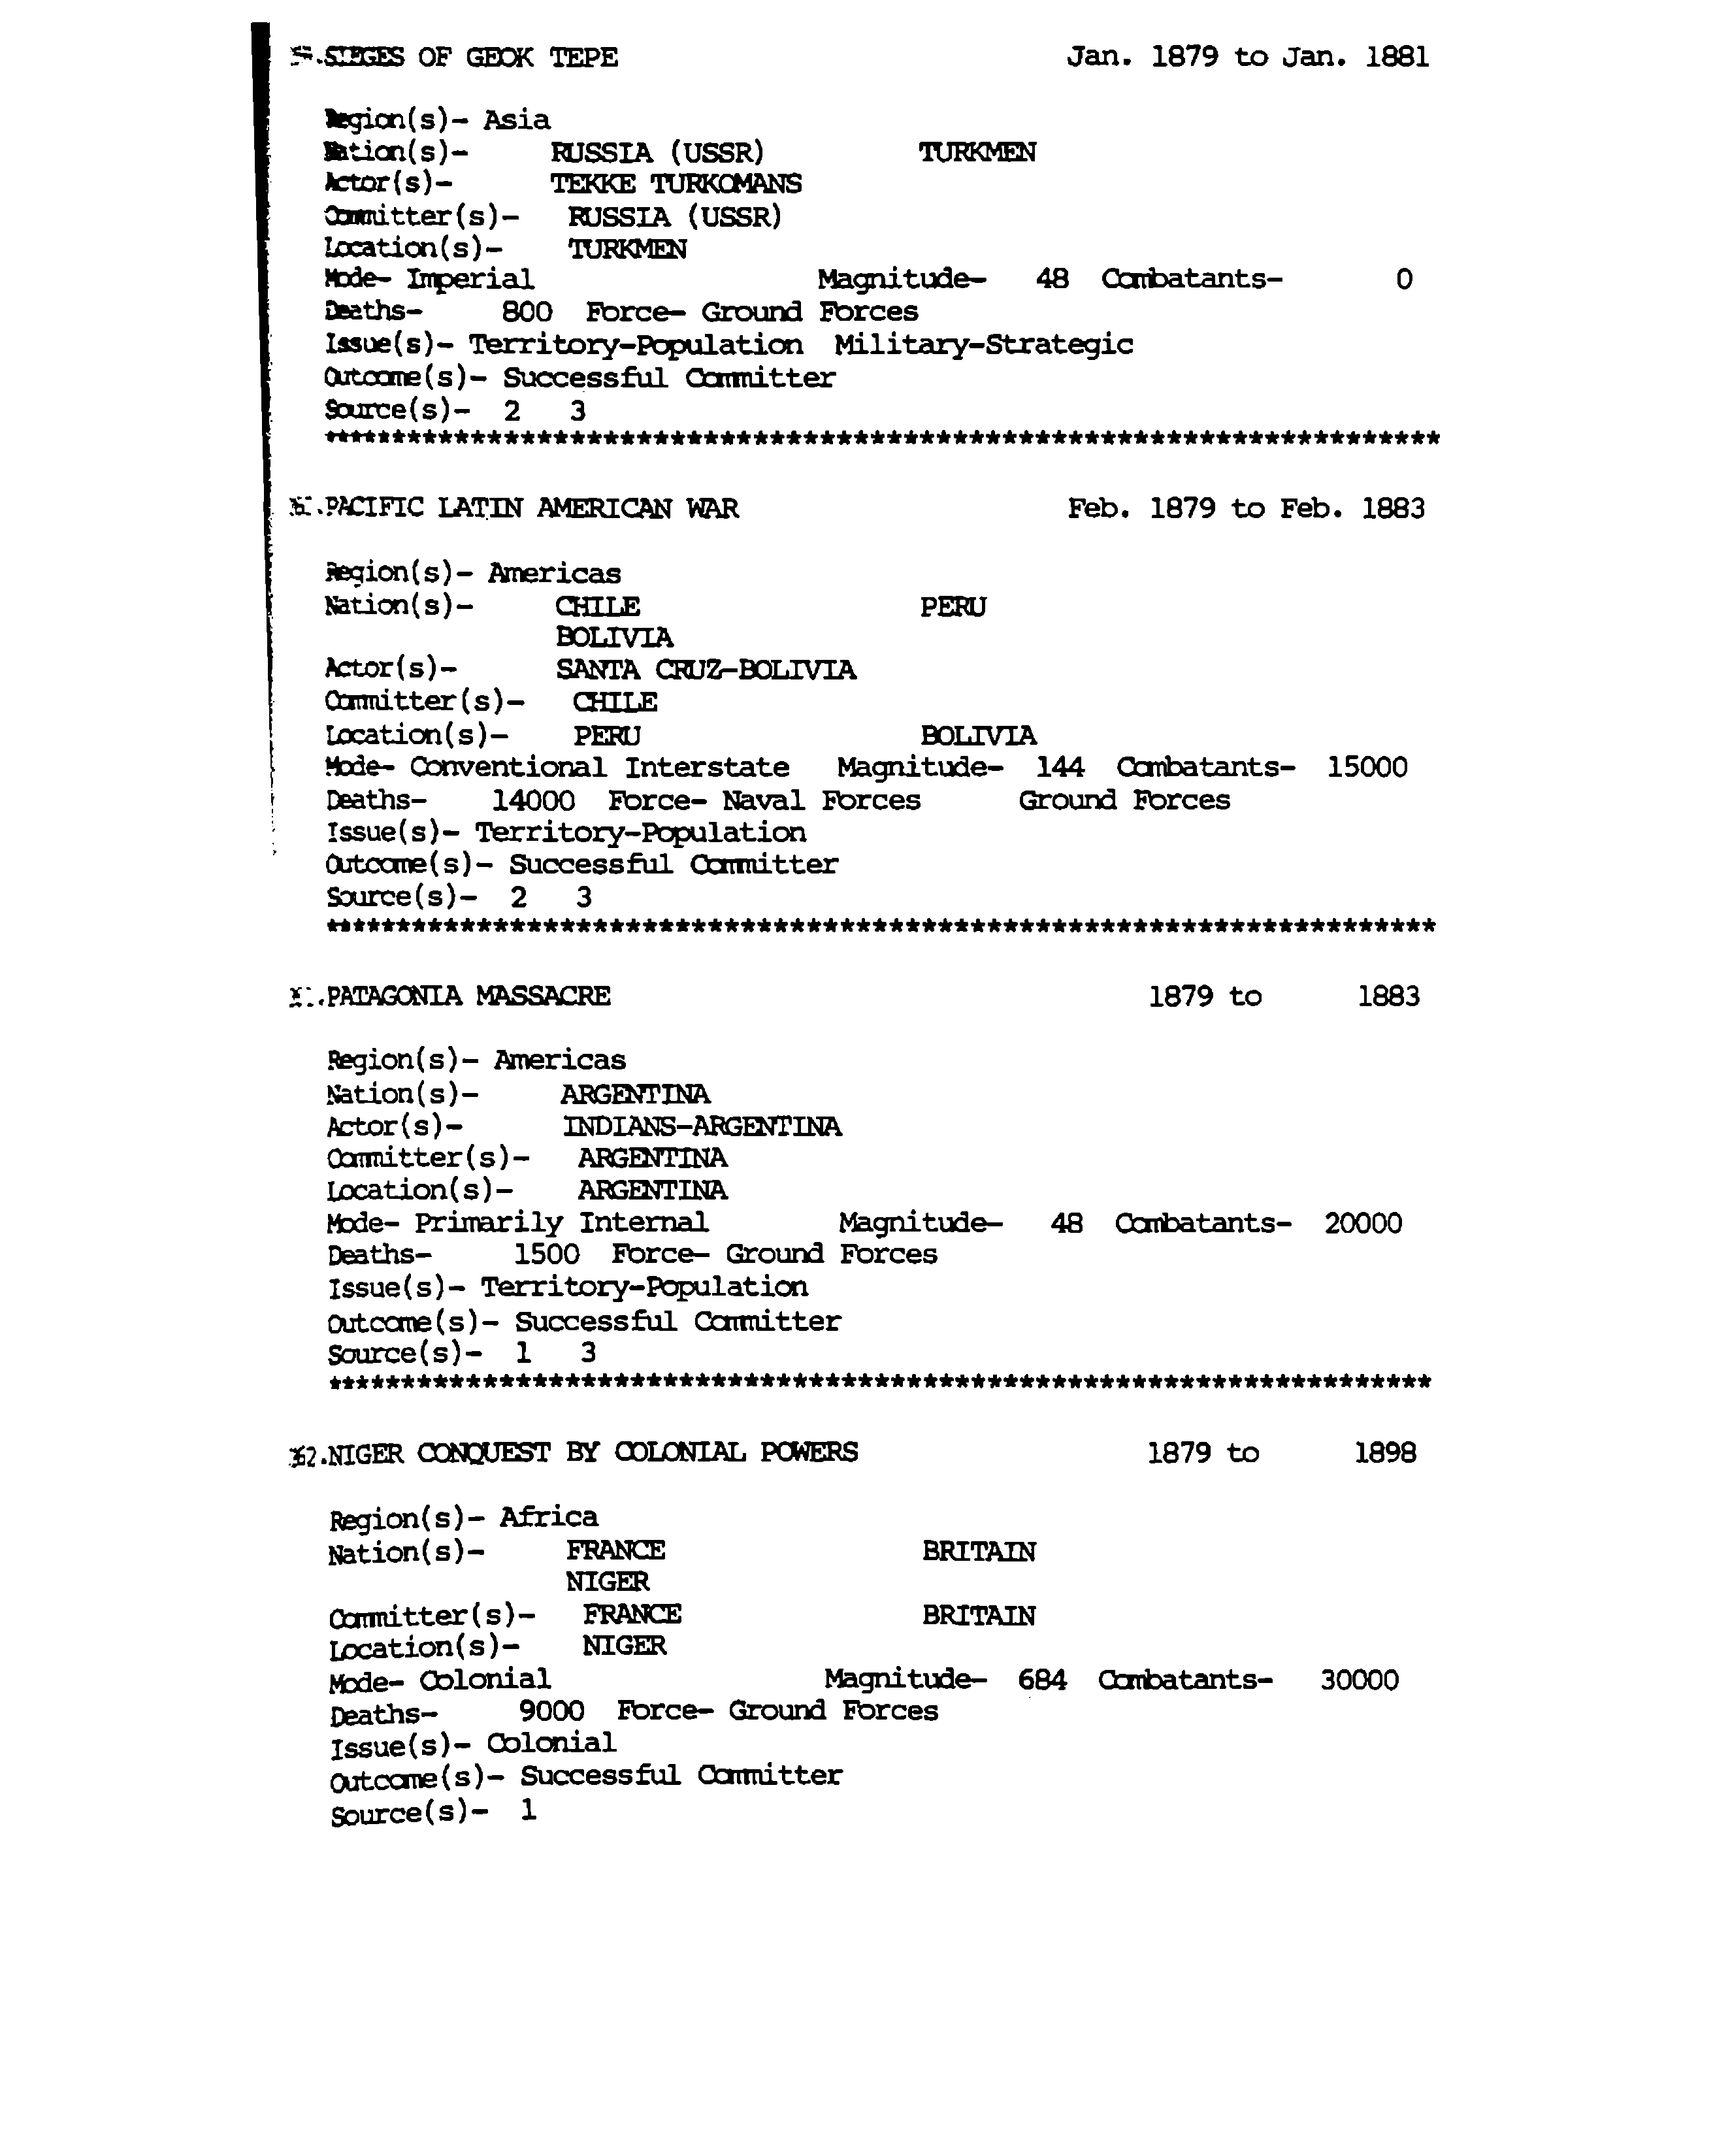 SIEGES OF GEOK TEPE Jan. 1879 to Jan. 1881
Region(s)- Asia
Nation(s)- RUSSIA (USSR) TURKMEN
Actor(s)- TEKKE TURKOMANS
Committer(s)- RUSSIA (USSR)
Location(s)- TURKMEN
Mode- Imperial Magnitude- 48 Combatants- 0
Deaths- 800 Force- Ground Forces
Issue(s)- Territory-Population Military-Strategic
Outcome(s)- Successful Committer
Source(s)- 2 3
*********************************************************************
PACIFIC LATIN AMERICAN WAR Feb. 1879 to Feb. 1883
Region(s)- Americas
Nation(s)- CHILE PERU
BOLIVIA
Actor(s)- SANTA CRUZ-BOLIVIA
Committer(s)- CHILE
Location(s)- PERU BOLIVIA
Mode- Conventional Interstate Magnitude- 144 Combatants- 15000
Deaths- 14000 Force- Naval Forces Ground Forces
Issue(s)- Territory-Population
Outcome(s)- Successful Committer
Source(s)- 2 3
*********************************************************************
PATAGONIA MASSACRE 1879 to 1883
Region(s)- Americas
Nation(s)- ARGENTINA
Actor(s)- INDIANS-ARGENTINA
Committer(s)- ARGENTINA
Location(s)- ARGENTINA
Mode- Primarily Internal Magnitude- 48 Combatants- 20000
Deaths- 1500 Force- Ground Forces
Issue(s)- Territory-Population
Outcome(s)- Successful Committer
Source(s)- 1 3
*********************************************************************
NIGER CONQUEST BY COLONIAL POWERS 1879 to 1898
Region(s)- Africa
Nation(s)- FRANCE BRITAIN
NIGER
Committer(s)- FRANCE BRITAIN
Location(s)- NIGER
Mode- Colonial Magnitude- 684 Combatants- 30000
Deaths- 9000 Force- Ground Forces
Issue(s)- Colonial
Outcome(s)- Successful Committer
Source(s)- 1